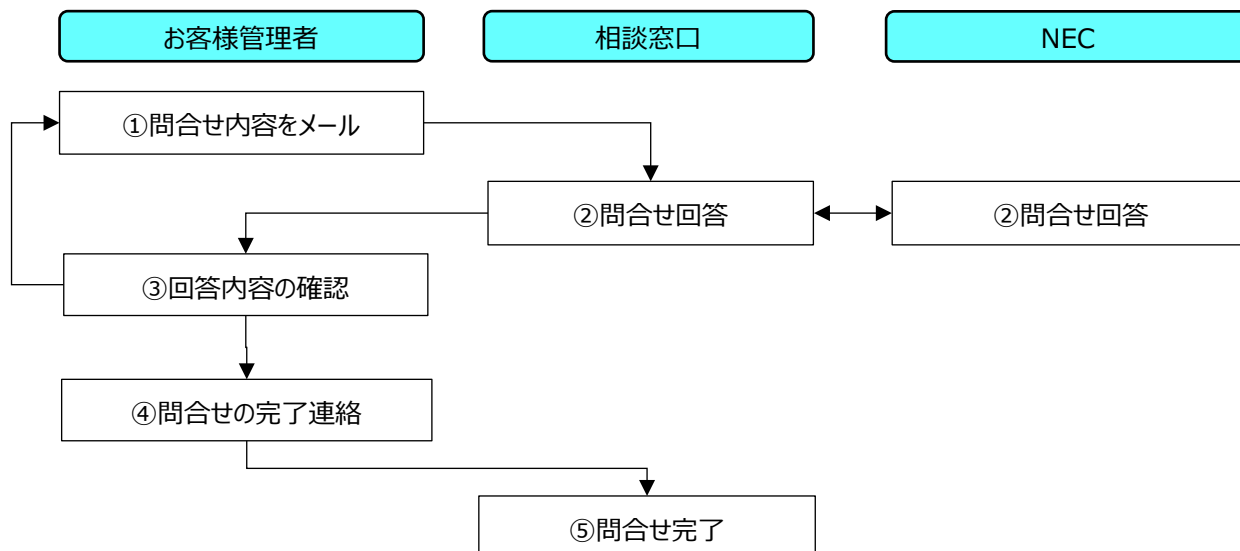 お客様管理者
相談窓口
NEC
①問合せ内容をメール
②問合せ回答
②問合せ回答
③回答内容の確認
④問合せの完了連絡
⑤問合せ完了